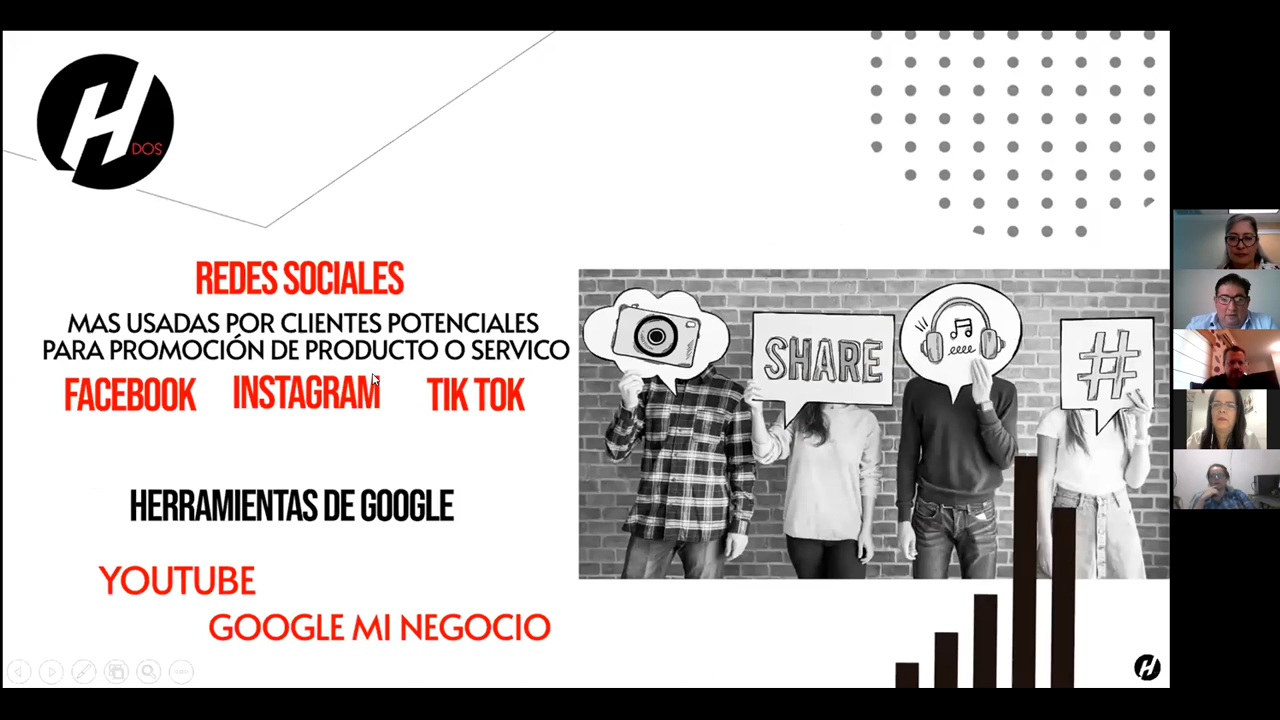 H
DOS
REDES SOCIALES
MAS USADAS POR CLIENTES POTENCIALES
PARA PROMOCIÓN DE PRODUCTO O SERVICO
FACEBOOK INSTAGRAM TIK TOK
SHARE
#
HERRAMIENTAS DE GOOGLE
YOUTUBE
GOOGLE MI NEGOCIO
H